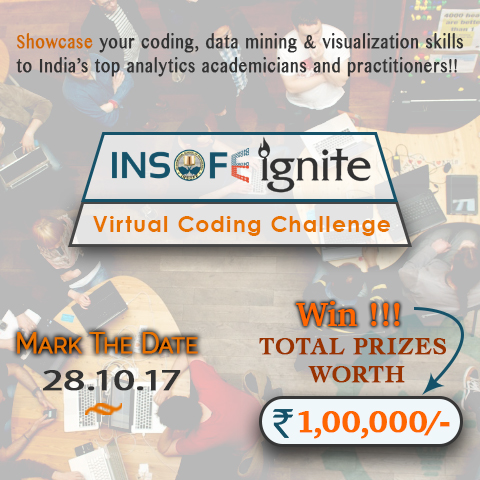 Showcase your coding, data mining & visualization skills
to India's top analytics academicians and practitioners!!
INSOFE ignite
Virtual Coding Challenge
MARK THE DATE
28.10.17
Win !!!
TOTAL PRIZES
WORTH
₹ 1,00,000/-